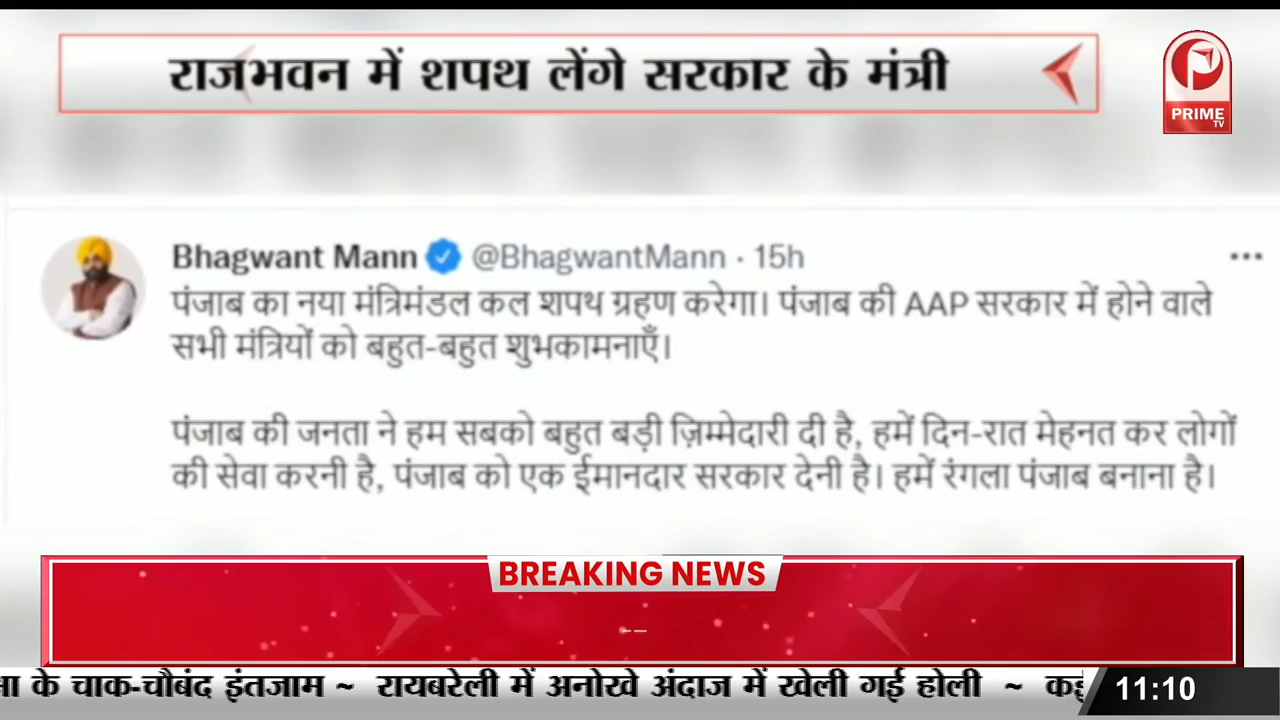 राजभवन में शपथ लेंगे सरकार के मंत्री
PRIME
TV
Bhagwant Mann @BhagwantMann · 15h
पंजाब का नया मंत्रिमंडल कल शपथ ग्रहण करेगा। पंजाब की AAP सरकार में होने वाले
सभी मंत्रियों को बहुत-बहुत शुभकामनाएँ।
पंजाब की जनता ने हम सबको बहुत बड़ी ज़िम्मेदारी दी है, हमें दिन-रात मेहनत कर लोगों
की सेवा करनी है, पंजाब को एक ईमानदार सरकार देनी है। हमें रंगला पंजाब बनाना है।
BREAKING NEWS
के चाक-चौबंद इंतजाम ~ रायबरेली में अनोखे अंदाज में खेली गई होली ~
11:10